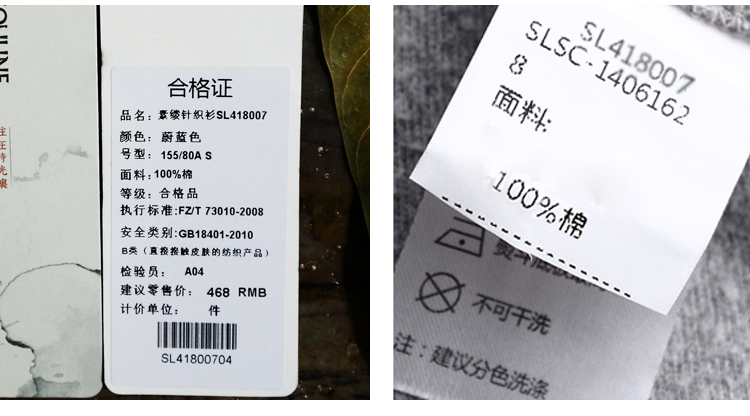 合格证
品名：素缕针织衫SL418007
颜色：蔚蓝色
号型：155/80A S
面料：100%棉
等级：合格品
执行标准:FZ/T 73010-2008
安全类别:GB18401-2010
B类（直接接触皮肤的纺织产品）
检验员： A04
建议零售价： 468 RMB
计价单位： 件
SL41800704
SL418007
SLSC-1406162
8
面料:
100%棉
不可干洗
注：建议分色洗涤